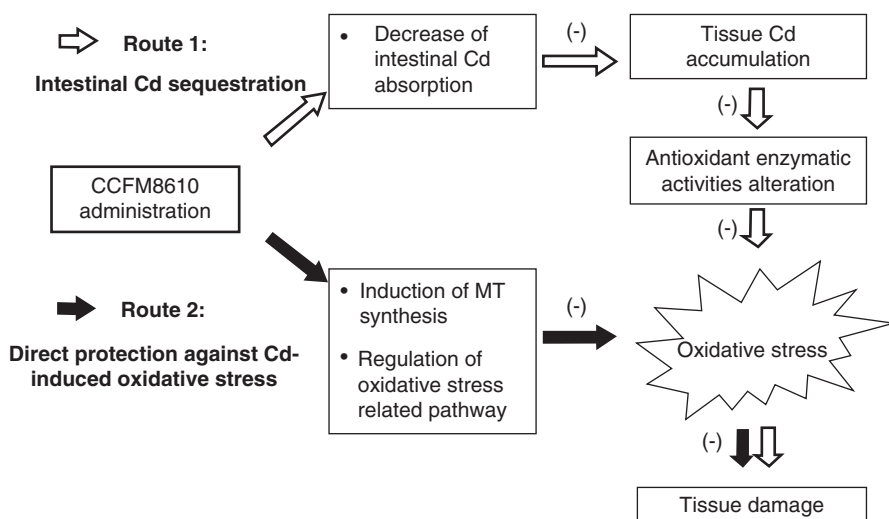 Route 1:
Intestinal Cd sequestration
• Decrease of
intestinal Cd
absorption
(-)
Tissue Cd
accumulation
(-)
Antioxidant enzymatic
activities alteration
(-)
CCFM8610
administration
Route 2:
Direct protection against Cd-
induced oxidative stress
• Induction of MT
synthesis
• Regulation of
oxidative stress
related pathway
(-)
Oxidative stress
(-)
Tissue damage